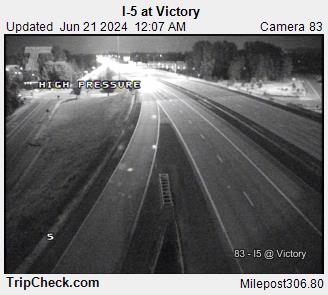 I-5 at Victory
Updated  Jun 21 2024  12:07 AM
Camera 83
HIGH PRESSURE
S
83 - I5 @ Victory
TripCheck.com
Milepost306.80